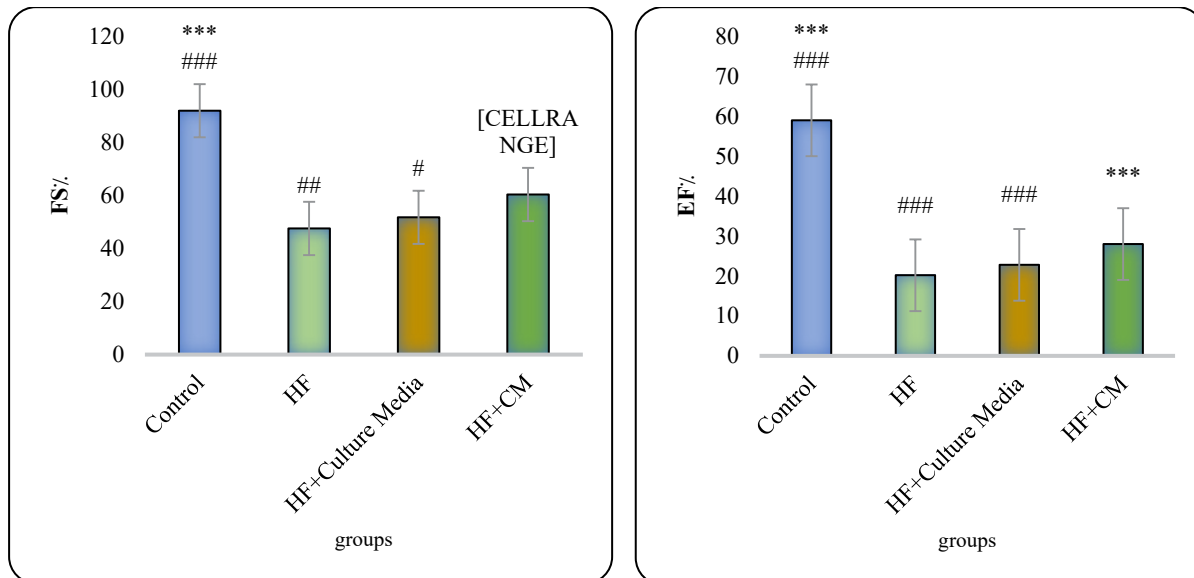 120
100
80
60
40
20
0
FS%
***
###
##
#
[CELLRA
NGE]
Control
HF
HF+Culture Media
HF+CM
groups
80
70
60
50
40
30
20
10
0
EF%
***
###
###
###
***
Control
HF
HF+Culture Media
HF+CM
groups